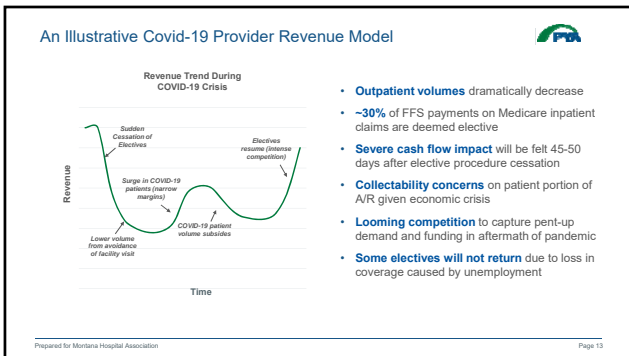 An Illustrative Covid-19 Provider Revenue Model
PYA
Revenue Trend During
COVID-19 Crisis
Revenue
Sudden
Cessation of
Electives
Lower volume
from avoidance
of facility visit
Surge in COVID-19
patients (narrow
margins)
COVID-19 patient
volume subsides
Electives
resume (intense
competition)
Time
• Outpatient volumes dramatically decrease
• ~30% of FFS payments on Medicare inpatient
claims are deemed elective
• Severe cash flow impact will be felt 45-50
days after elective procedure cessation
• Collectability concerns on patient portion of
A/R given economic crisis
• Looming competition to capture pent-up
demand and funding in aftermath of pandemic
• Some electives will not return due to loss in
coverage caused by unemployment
Prepared for Montana Hospital Association
Page 13